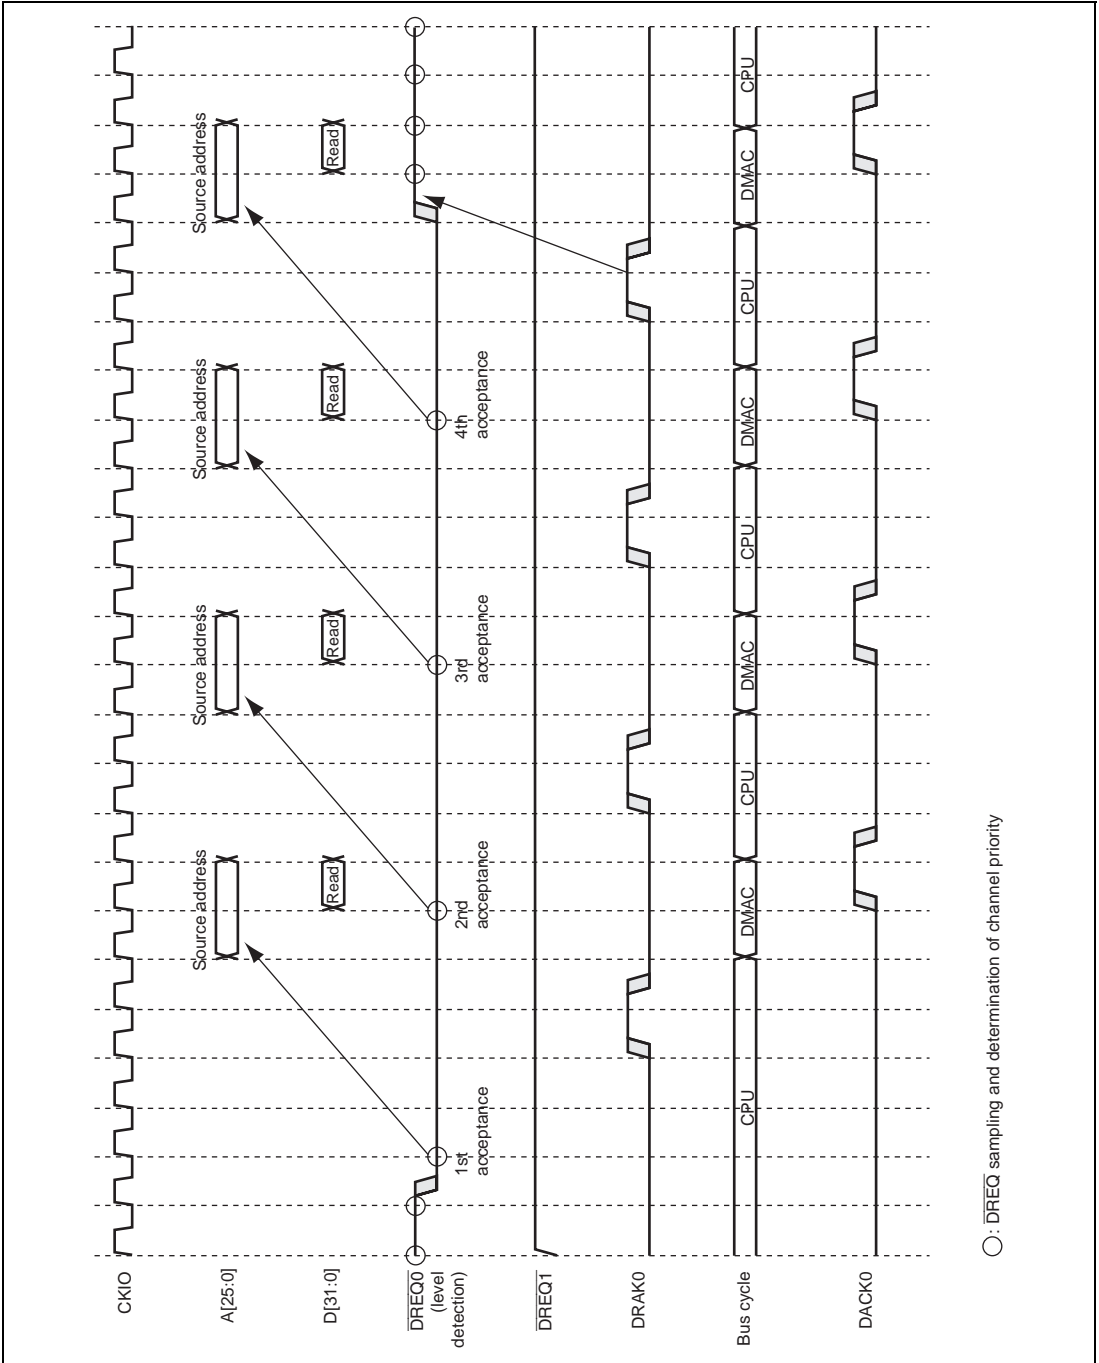 CKIO
A[25:0]
Source address
Source address
Source address
Source address
D[31:0]
Read
Read
Read
Read
DREQ0
(level
detection)
1st
acceptance
2nd
acceptance
3rd
acceptance
4th
acceptance
DREQ1
DRAK0
Bus cycle
CPU
DMAC
CPU
DMAC
CPU
DMAC
CPU
DMAC
CPU
DACK0
: DREQ sampling and determination of channel priority